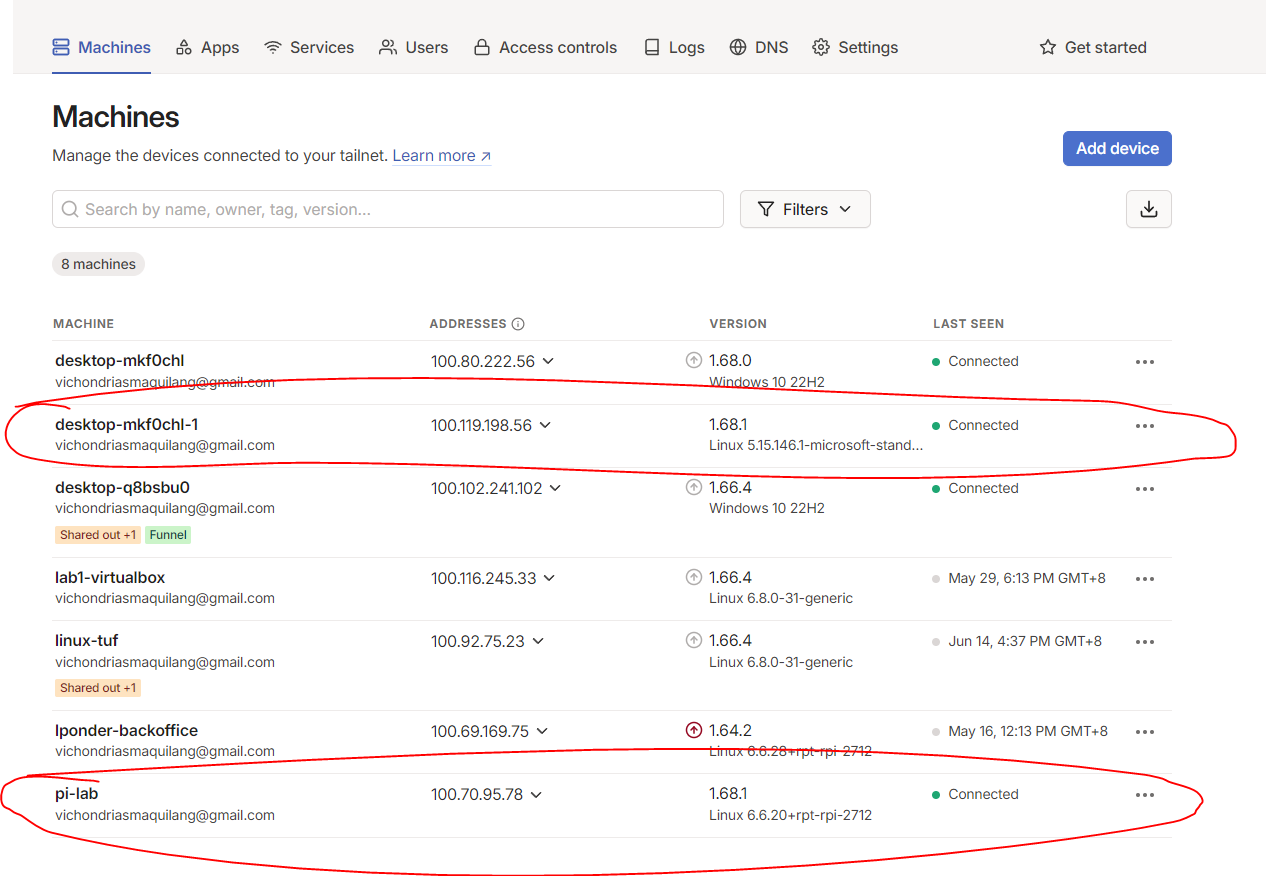 Machines Apps Services Users Access controls Logs DNS Settings Get started
Machines
Manage the devices connected to your tailnet. Learn more ↗
Add device
Search by name, owner, tag, version...
Filters
8 machines
MACHINE ADDRESSES VERSION LAST SEEN
desktop-mkf0chl 100.80.222.56 1.68.0 Connected
vichondriasmaquilang@gmail.com Windows 10 22H2
desktop-mkf0chl-1 100.119.198.56 1.68.1 Connected
vichondriasmaquilang@gmail.com Linux 5.15.146.1-microsoft-stand...
desktop-q8bsbu0 100.102.241.102 1.66.4 Connected
vichondriasmaquilang@gmail.com Windows 10 22H2
Shared out +1 Funnel
lab1-virtualbox 100.116.245.33 1.66.4 May 29, 6:13 PM GMT+8
vichondriasmaquilang@gmail.com Linux 6.8.0-31-generic
linux-tuf 100.92.75.23 1.66.4 Jun 14, 4:37 PM GMT+8
vichondriasmaquilang@gmail.com Linux 6.8.0-31-generic
Shared out +1
lponder-backoffice 100.69.169.75 1.64.2 May 16, 12:13 PM GMT+8
vichondriasmaquilang@gmail.com Linux 6.6.28+rpt-rpi-2712
pi-lab 100.70.95.78 1.68.1 Connected
vichondriasmaquilang@gmail.com Linux 6.6.20+rpt-rpi-2712